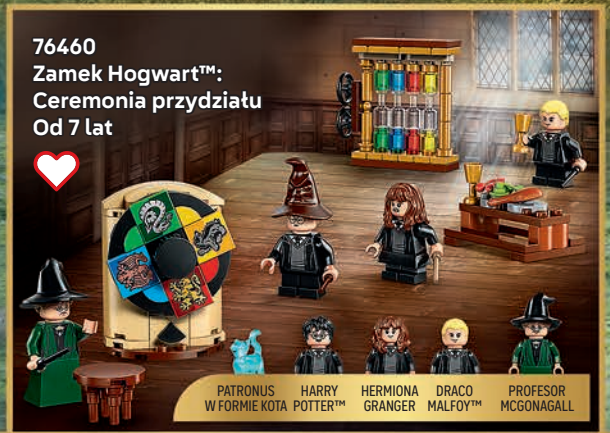 76460
Zamek Hogwart™:
Ceremonia przydziału
Od 7 lat
PATRONUS
W FORMIE KOTA
HARRY
POTTER™
HERMIONA
GRANGER
DRACO
MALFOY™
PROFESOR
MCGONAGALL